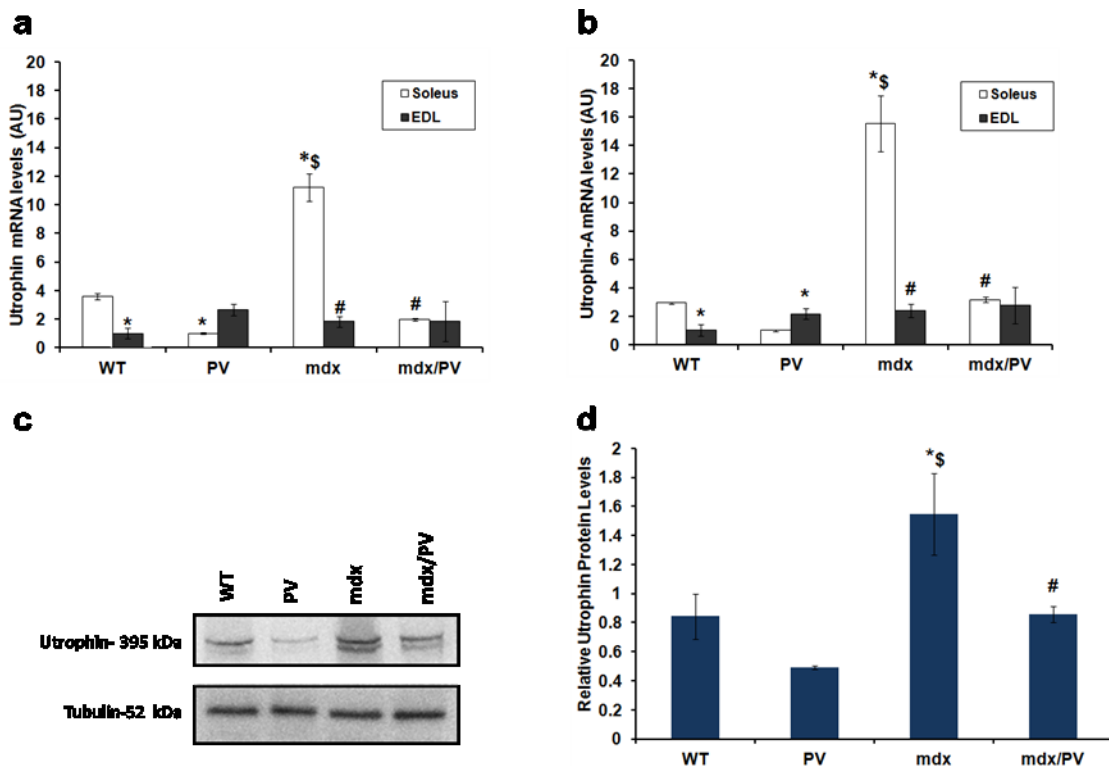 a
Utrophin mRNA levels (AU)
20
18
16
14
12
10
8
6
4
2
0
Soleus
EDL
*
*
*$
#
#
WT PV mdx mdx/PV
b
Utrophin-A mRNA levels (AU)
20
18
16
14
12
10
8
6
4
2
0
Soleus
EDL
*
*
*$
#
#
WT PV mdx mdx/PV
c
WT PV mdx mdx/PV
Utrophin- 395 kDa
Tubulin-52 kDa
d
Relative Utrophin Protein Levels
2
1.8
1.6
1.4
1.2
1
0.8
0.6
0.4
0.2
0
*$
#
WT PV mdx mdx/PV